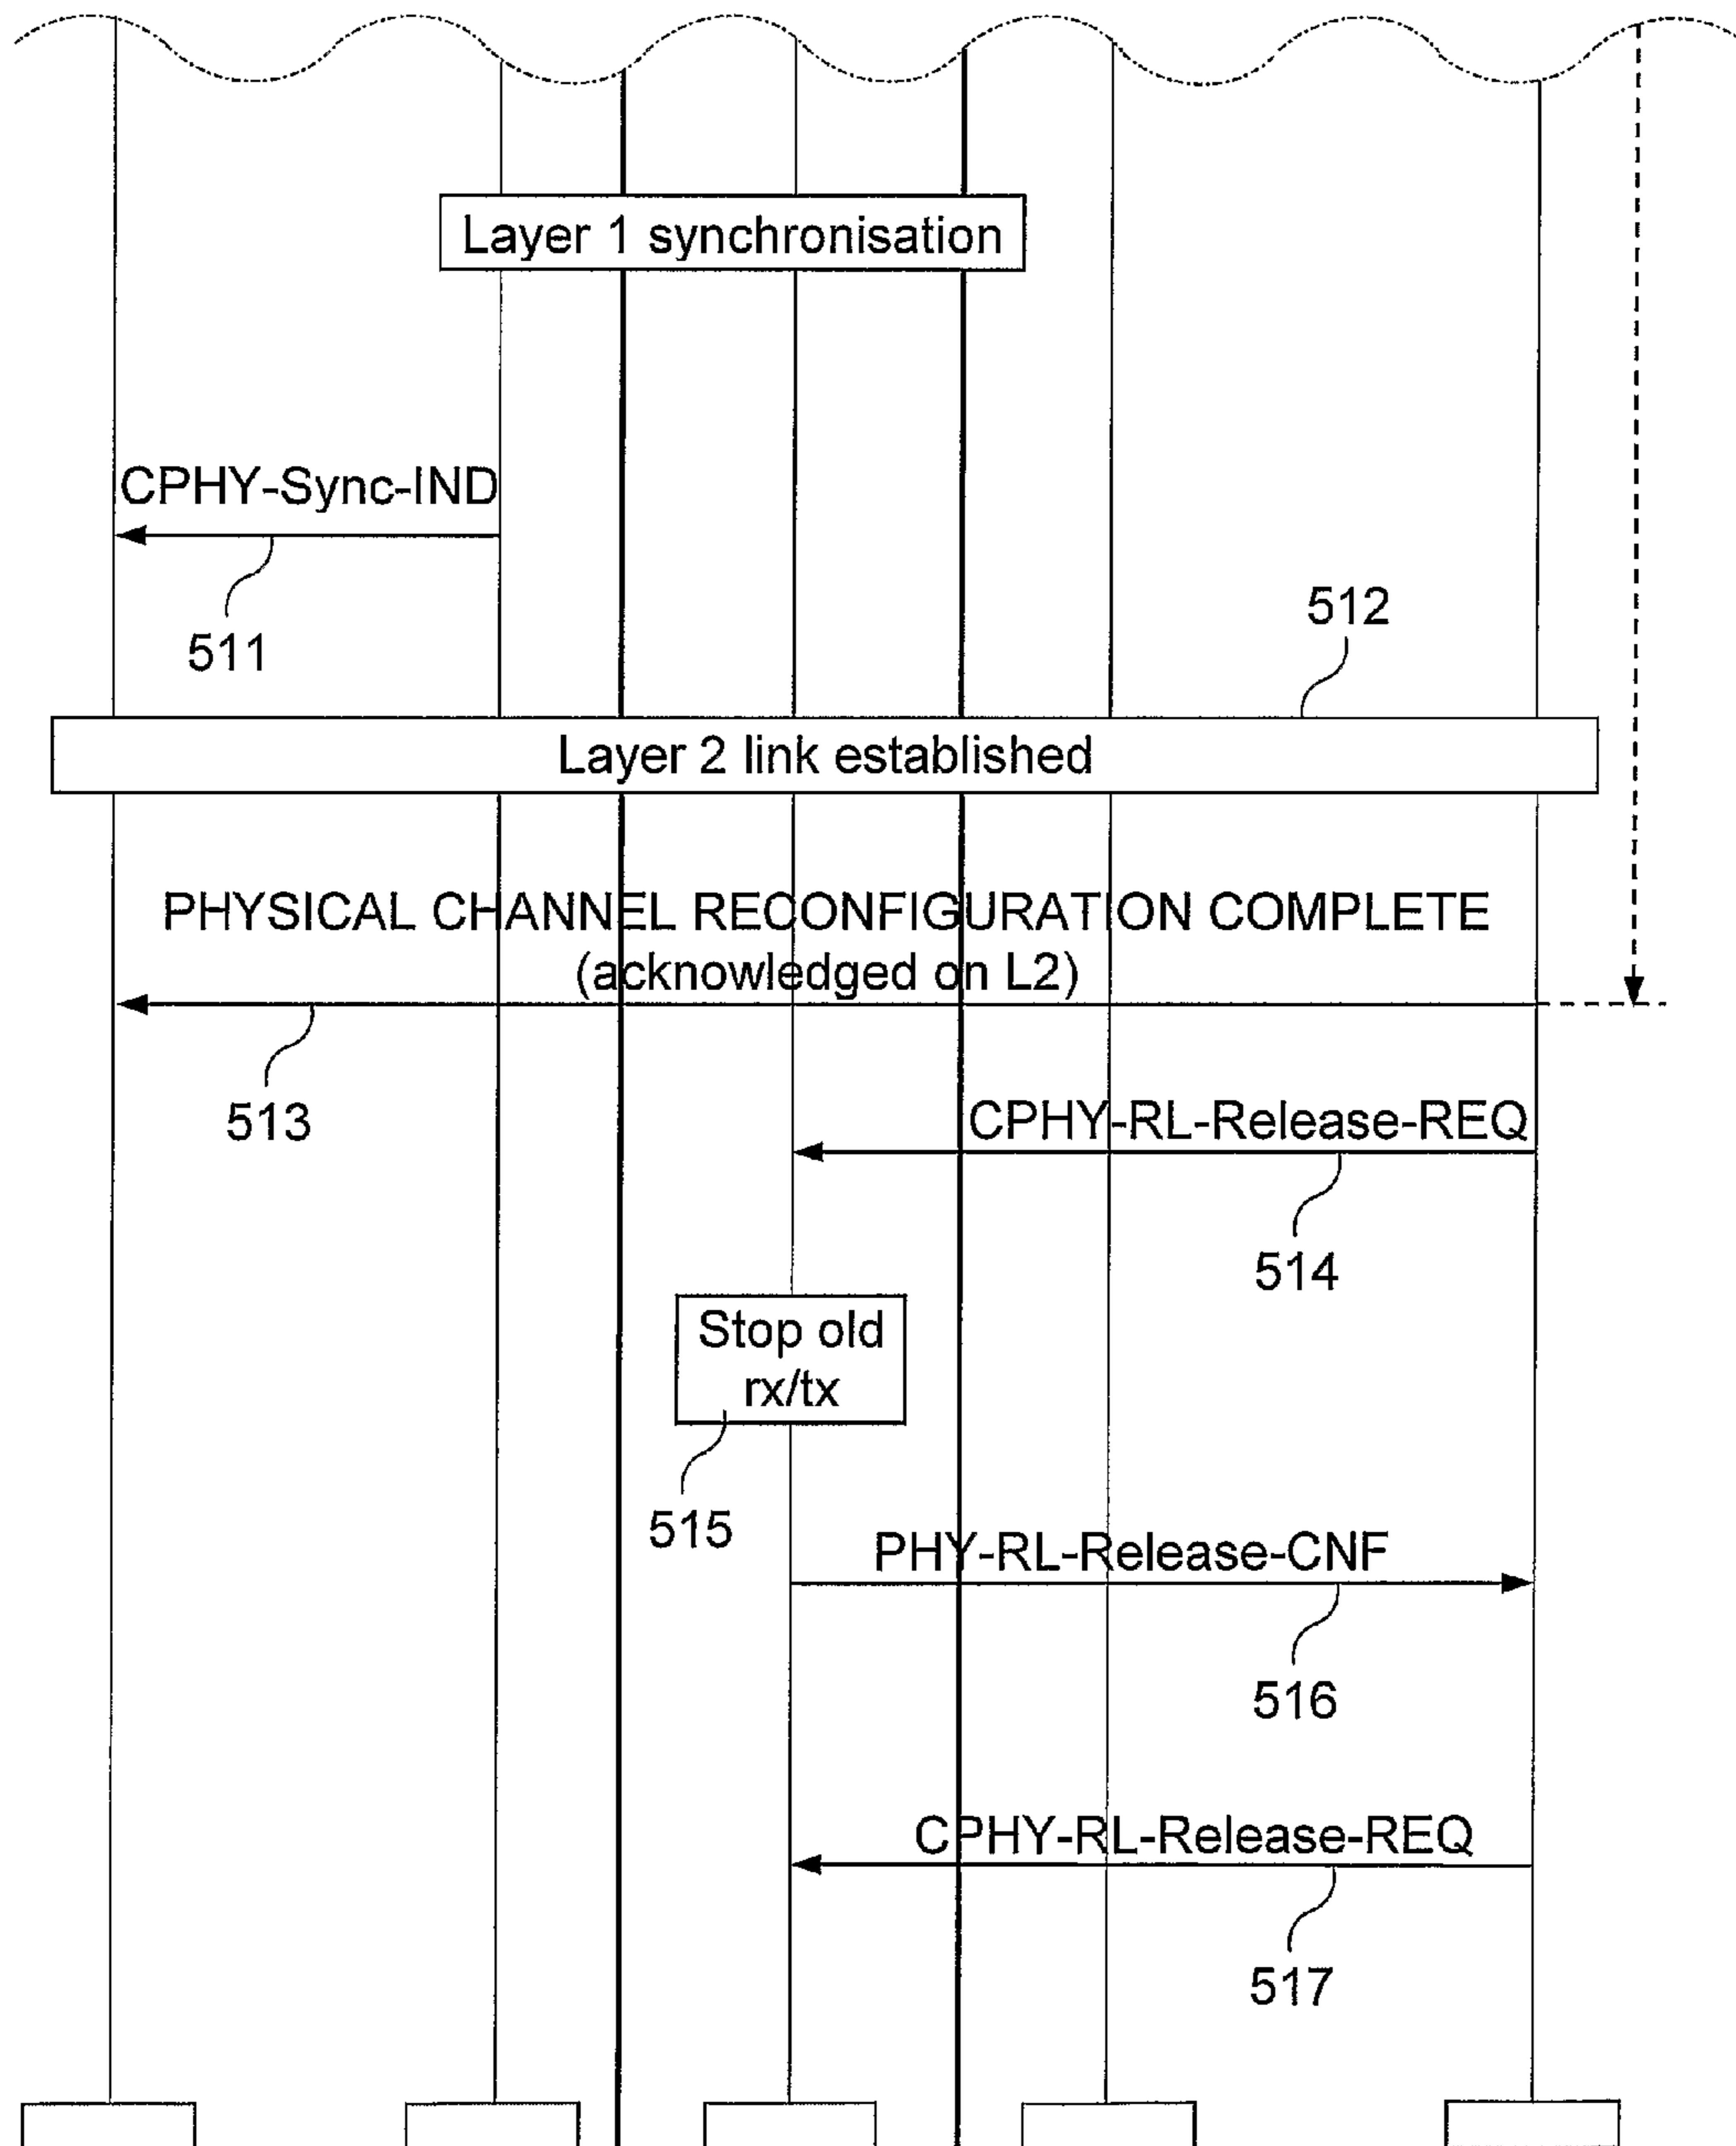 Layer 1 synchronisation
CPHY-Sync-IND
511
512
Layer 2 link established
PHYSICAL CHANNEL RECONFIGURATION COMPLETE
(acknowledged on L2)
513
CPHY-RL-Release-REQ
514
Stop old
rx/tx
515
PHY-RL-Release-CNF
516
CPHY-RL-Release-REQ
517